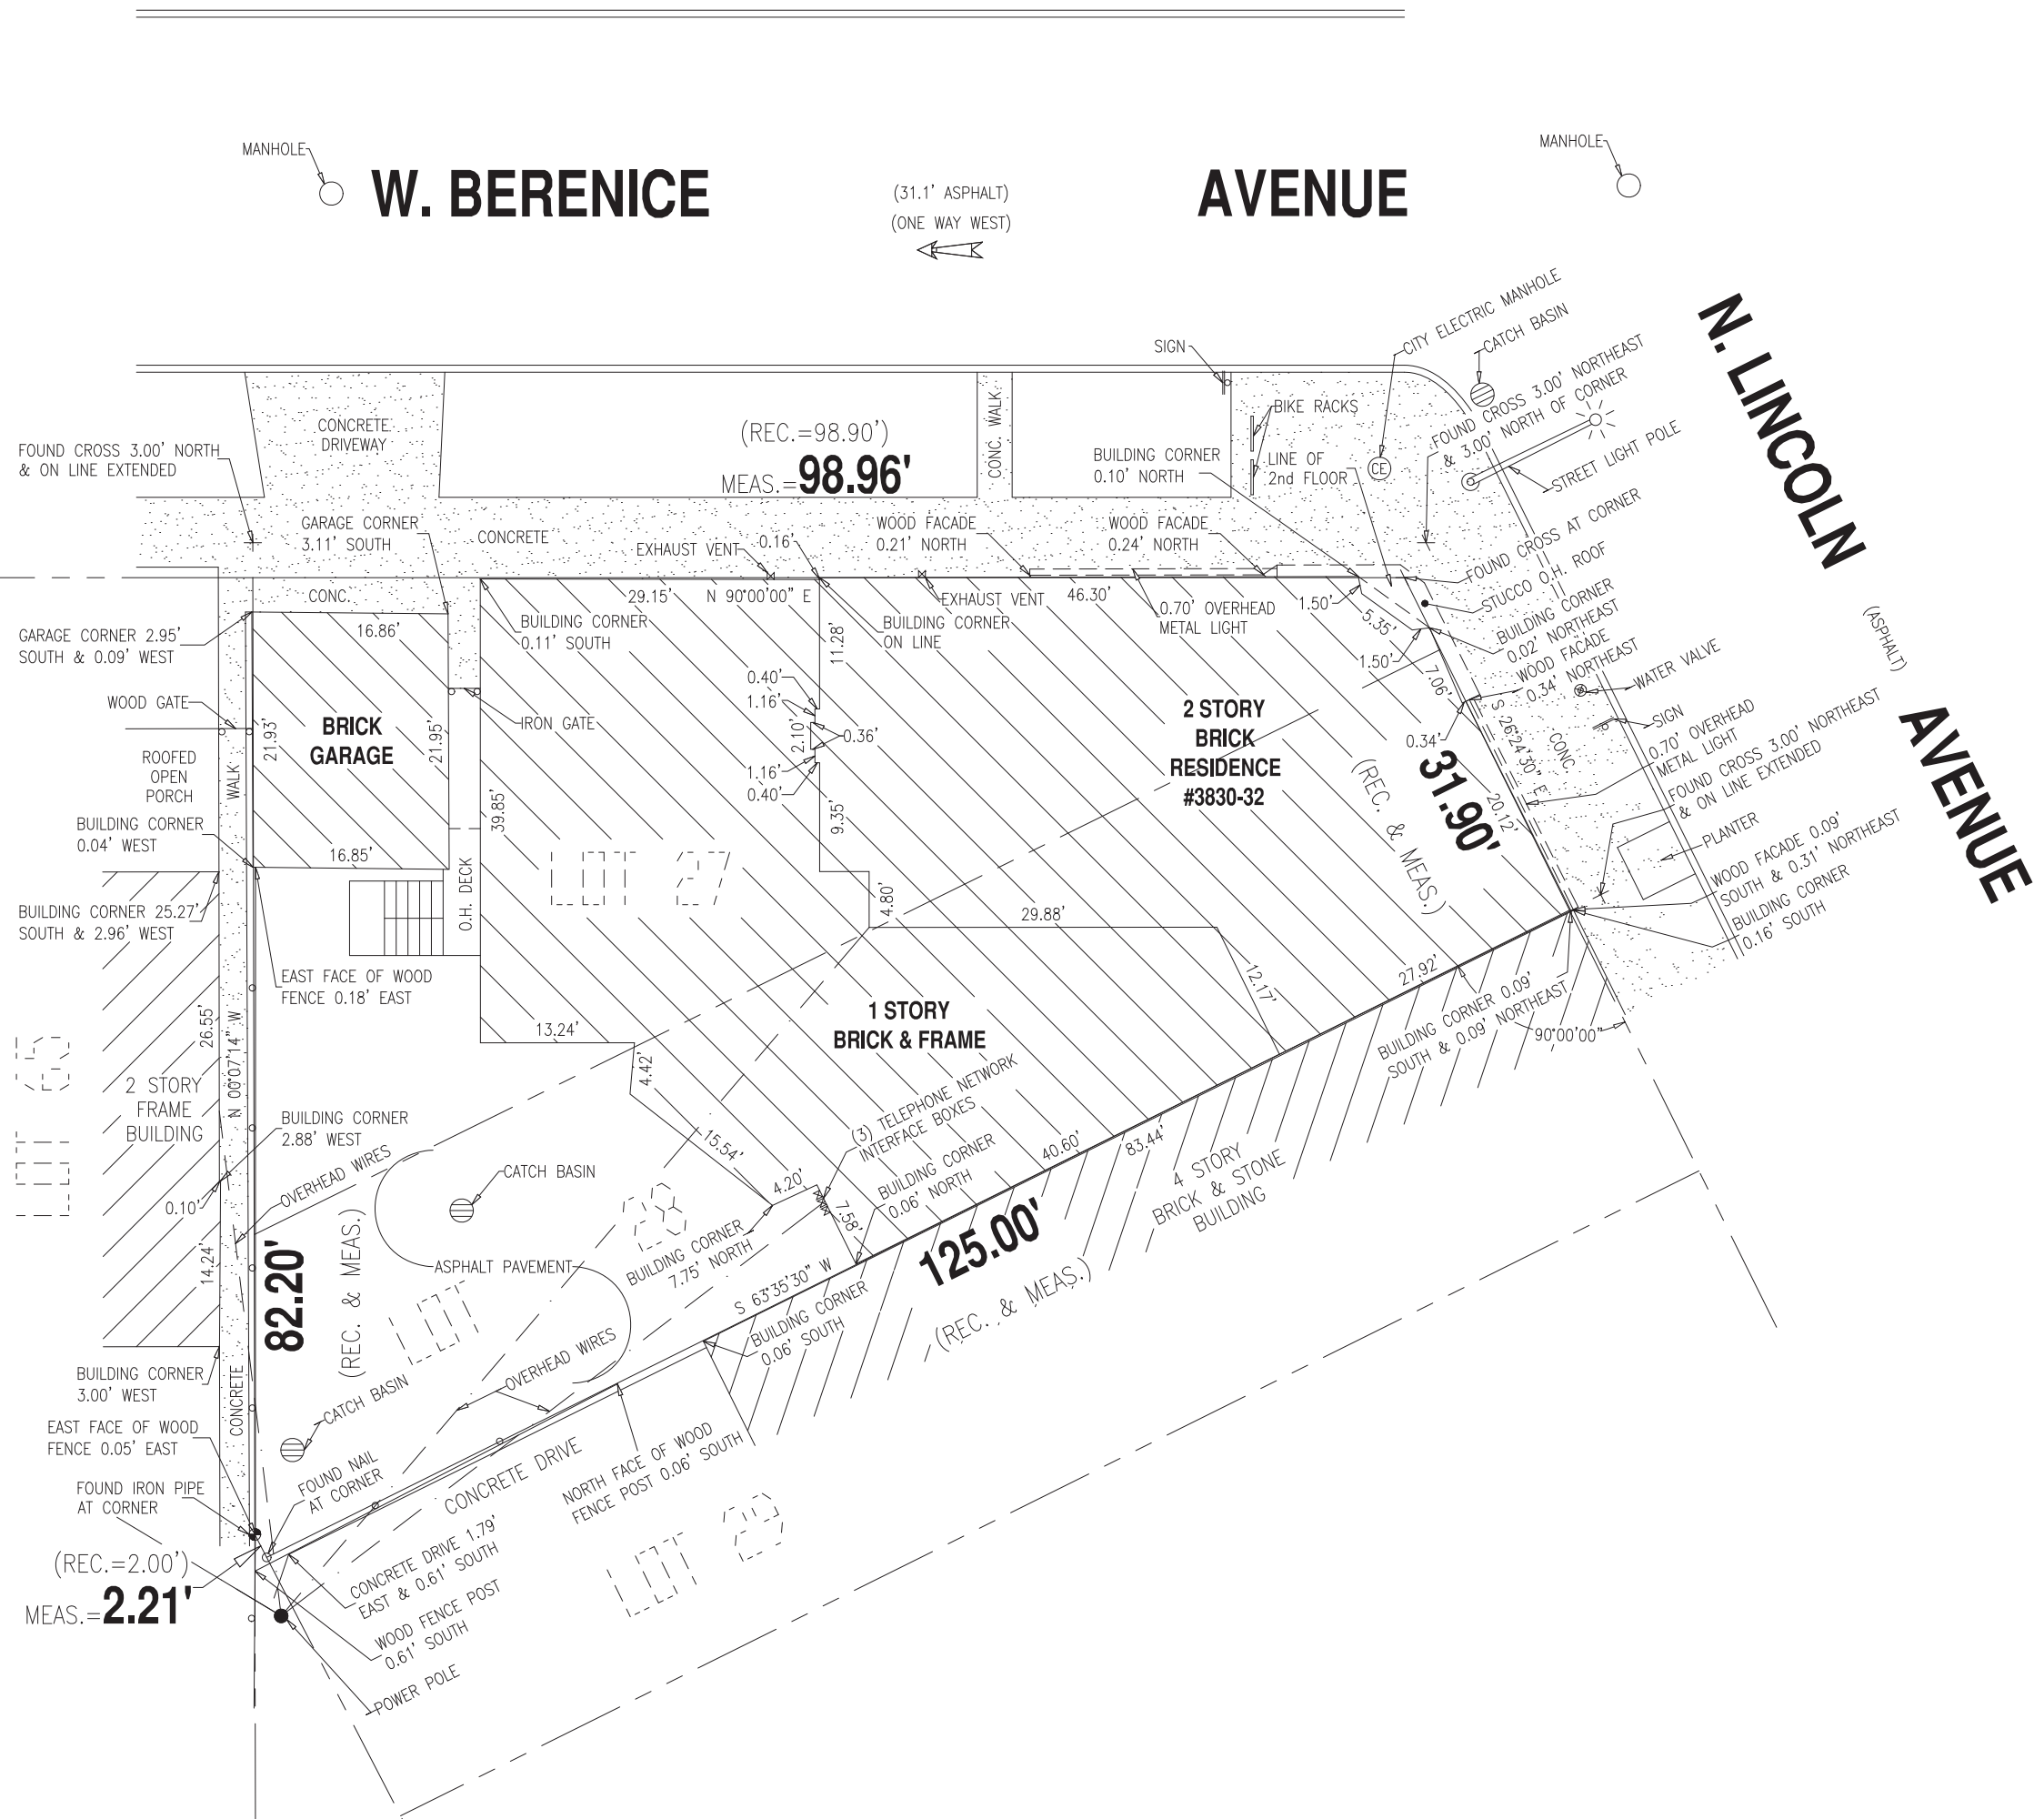 MANHOLE
W. BERENICE
(31.1' ASPHALT)
(ONE WAY WEST)
AVENUE
MANHOLE
N. LINCOLN
(ASPHALT)
AVENUE
SIGN
CITY ELECTRIC MANHOLE
CATCH BASIN
FOUND CROSS 3.00' NORTHEAST
& 3.00' NORTH OF CORNER
STREET LIGHT POLE
FOUND CROSS AT CORNER
STUCCO O.H. ROOF
BUILDING CORNER
0.02' NORTHEAST
WOOD FACADE
0.34' NORTHEAST
WATER VALVE
SIGN
0.70' OVERHEAD
METAL LIGHT
FOUND CROSS 3.00' NORTHEAST
& ON LINE EXTENDED
PLANTER
WOOD FACADE 0.09'
SOUTH & 0.31' NORTHEAST
BUILDING CORNER
0.16' SOUTH
FOUND CROSS 3.00' NORTH
& ON LINE EXTENDED
CONCRETE
DRIVEWAY
(REC.=98.90')
MEAS.=98.96'
CONC. WALK
BIKE RACKS
CE
LINE OF
2nd FLOOR
BUILDING CORNER
0.10' NORTH
GARAGE CORNER
3.11' SOUTH
CONCRETE
EXHAUST VENT
0.16'
WOOD FACADE
0.21' NORTH
WOOD FACADE
0.24' NORTH
CONC.
16.86'
29.15'
N 90°00'00" E
EXHAUST VENT
46.30'
0.70' OVERHEAD
METAL LIGHT
1.50'
5.35'
1.50'
7.06'
0.34'
S 26°24'30" E
CONC
20.12'
31.90'
(REC. & MEAS.)
BUILDING CORNER
0.11' SOUTH
BUILDING CORNER
ON LINE
GARAGE CORNER 2.95'
SOUTH & 0.09' WEST
WOOD GATE
ROOFED
OPEN
PORCH
WALK
21.93'
BRICK
GARAGE
21.95'
IRON GATE
11.28'
0.40'
1.16'
2.10'
0.36'
1.16'
0.40'
9.35'
2 STORY
BRICK
RESIDENCE
#3830-32
BUILDING CORNER
0.04' WEST
16.85'
39.85'
O.H. DECK
LOT 27
4.80'
29.88'
12.17'
27.92'
BUILDING CORNER 25.27'
SOUTH & 2.96' WEST
EAST FACE OF WOOD
FENCE 0.18' EAST
1 STORY
BRICK & FRAME
BUILDING CORNER 0.09'
SOUTH & 0.09' NORTHEAST
90°00'00"
13.24'
4.42'
26.55'
N 00°07'14" W
2 STORY
FRAME
BUILDING
BUILDING CORNER
2.88' WEST
OVERHEAD WIRES
0.10'
14.24'
82.20'
(REC. & MEAS.)
CATCH BASIN
ASPHALT PAVEMENT
15.54'
4.20'
7.58'
(3) TELEPHONE NETWORK
INTERFACE BOXES
BUILDING CORNER
0.06' NORTH
40.60'
83.44'
4 STORY
BRICK & STONE
BUILDING
BUILDING CORNER
7.75' NORTH
LOT 28
S 63°35'30" W
125.00'
(REC. & MEAS.)
BUILDING CORNER
0.06' SOUTH
BUILDING CORNER
3.00' WEST
CONCRETE
CATCH BASIN
OVERHEAD WIRES
EAST FACE OF WOOD
FENCE 0.05' EAST
FOUND IRON PIPE
AT CORNER
FOUND NAIL
AT CORNER
CONCRETE DRIVE
NORTH FACE OF WOOD
FENCE POST 0.06' SOUTH
(REC.=2.00')
MEAS.=2.21'
CONCRETE DRIVE 1.79'
EAST & 0.61' SOUTH
WOOD FENCE POST
0.61' SOUTH
POWER POLE